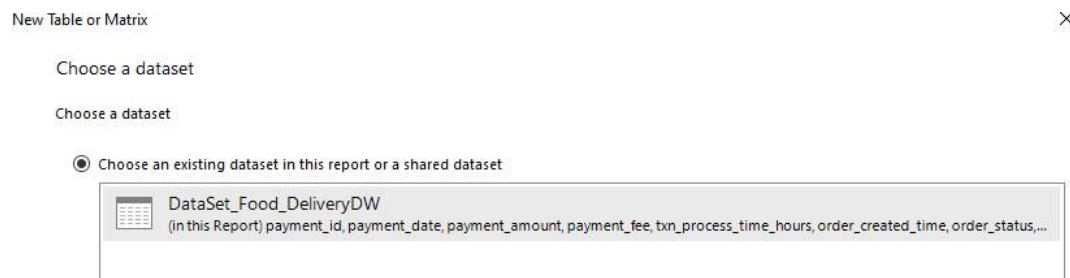 New Table or Matrix
Choose a dataset
Choose a dataset
Choose an existing dataset in this report or a shared dataset
DataSet_Food_DeliveryDW
(in this Report) payment_id, payment_date, payment_amount, payment_fee, txn_process_time_hours, order_created_time, order_status,...